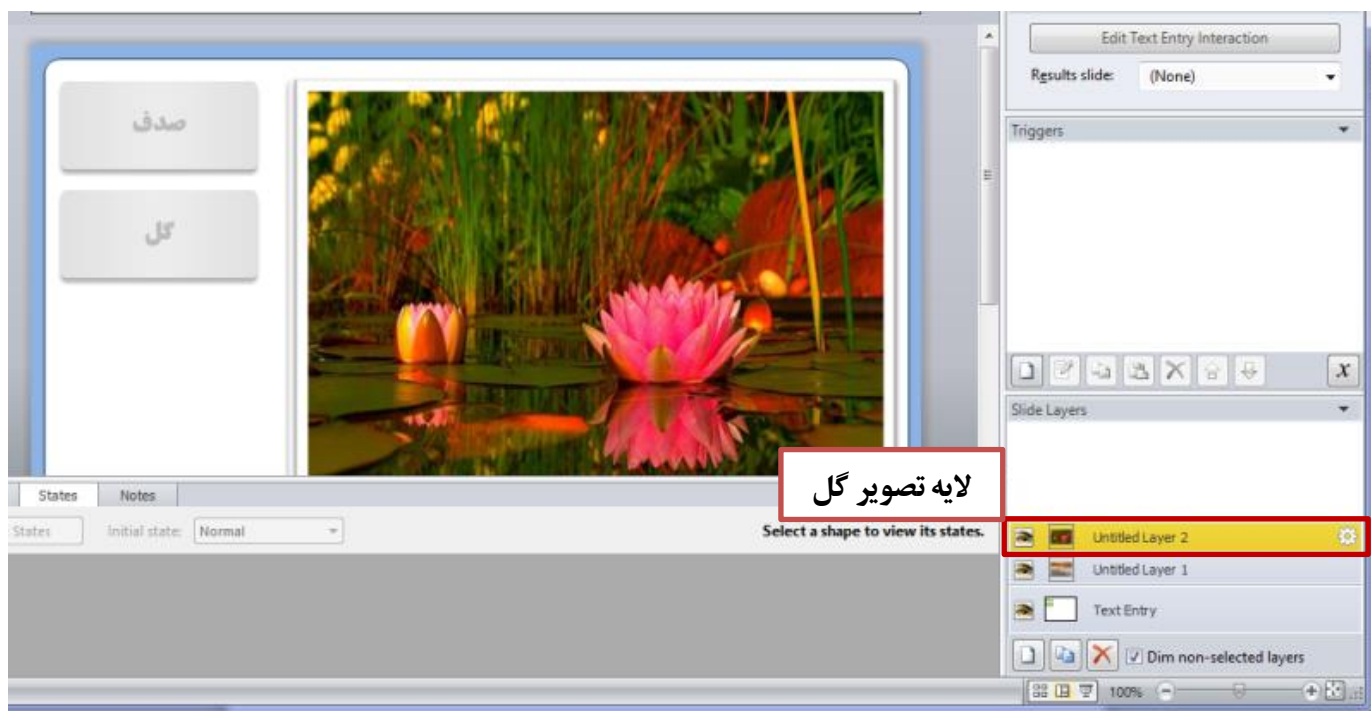 Edit Text Entry Interaction
Results slide: (None)
صدف
Triggers
گل
x
Slide Layers
لایه تصویر گل
States Notes
States Initial state: Normal
Select a shape to view its states.
Untitled Layer 2
Untitled Layer 1
Text Entry
Dim non-selected layers
100%